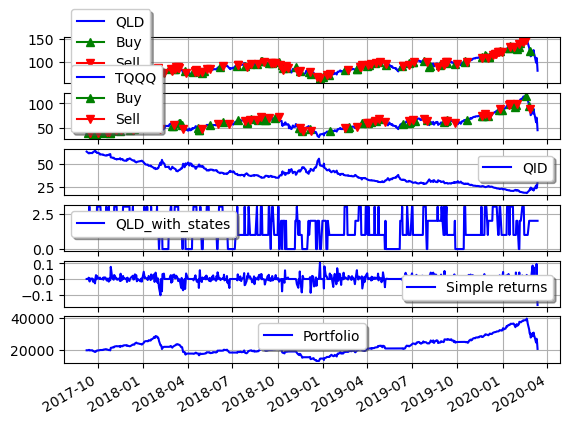 QLD
Buy
Sell
150
100
TQQQ
Buy
Sell
100
50
50
25
QID
2.5
0.0
QLD_with_states
0.1
0.0
−0.1
Simple returns
40000
20000
Portfolio
2017-10
2018-01
2018-04
2018-07
2018-10
2019-01
2019-04
2019-07
2019-10
2020-01
2020-04